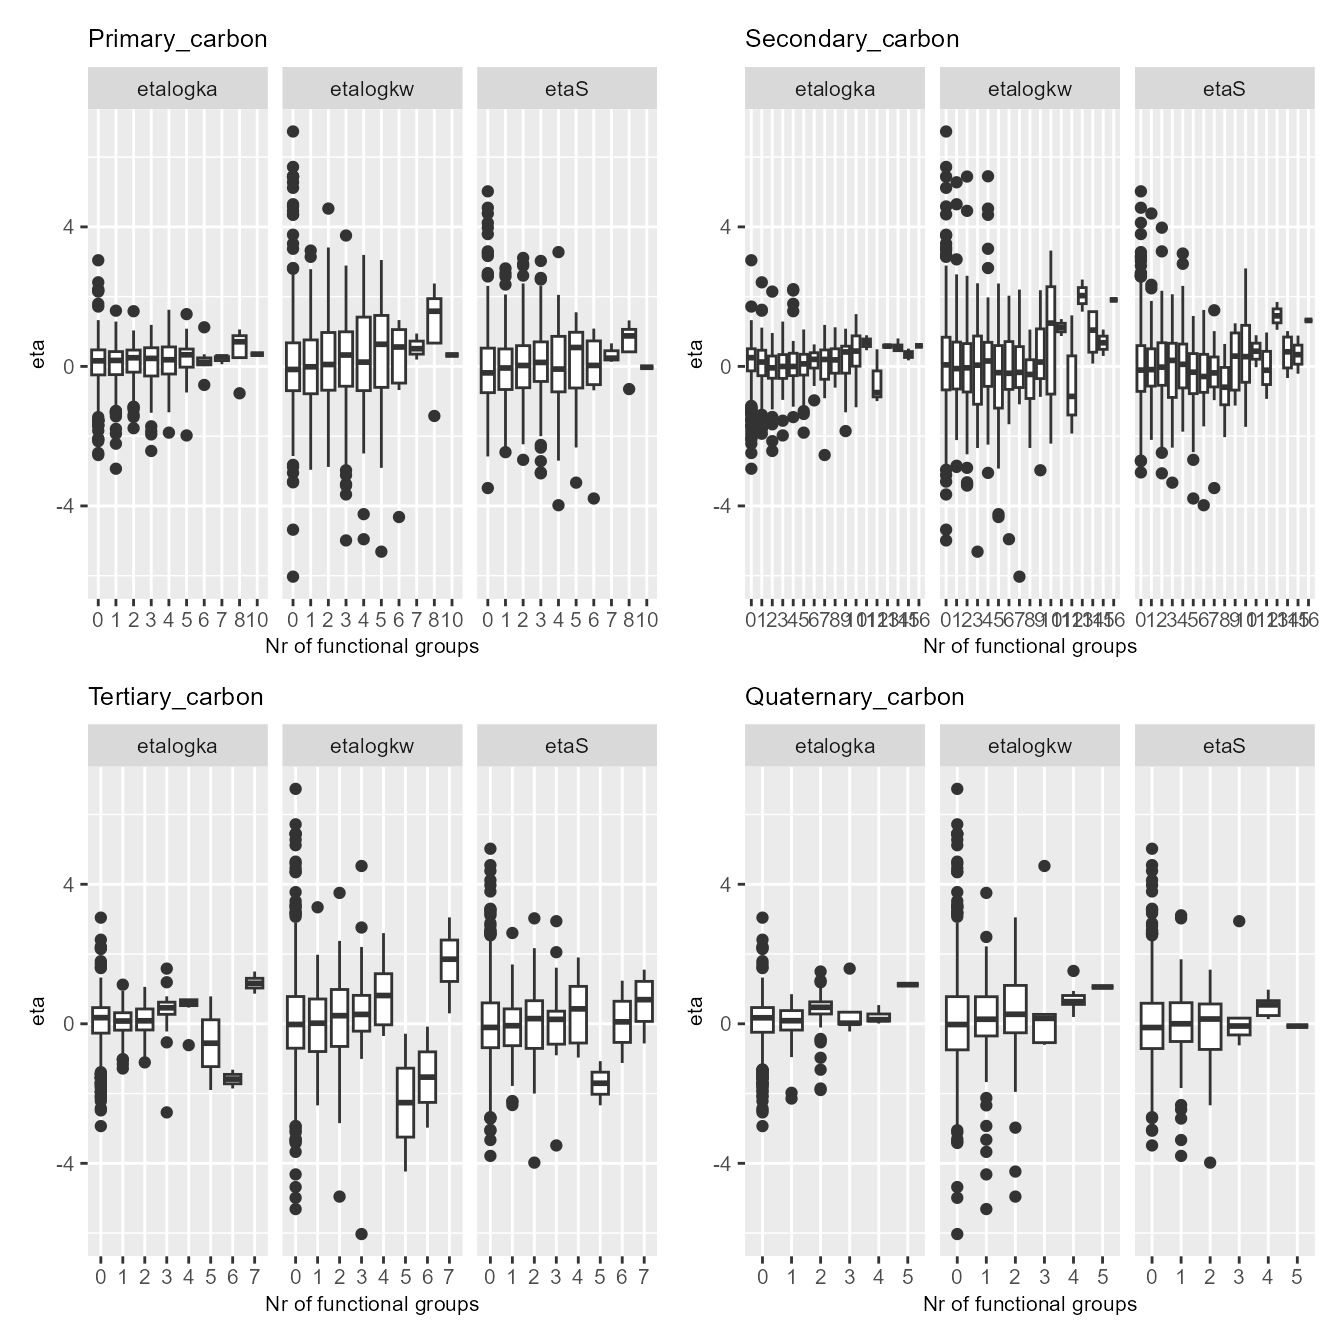 Primary_carbon
etalogka etalogkw etaS
eta
4
0
-4
0 1 2 3 4 5 6 7 8 10 0 1 2 3 4 5 6 7 8 10 0 1 2 3 4 5 6 7 8 10
Nr of functional groups
Secondary_carbon
etalogka etalogkw etaS
eta
4
0
-4
Nr of functional groups
Tertiary_carbon
etalogka etalogkw etaS
eta
4
0
-4
0 1 2 3 4 5 6 7 0 1 2 3 4 5 6 7 0 1 2 3 4 5 6 7
Nr of functional groups
Quaternary_carbon
etalogka etalogkw etaS
eta
4
0
-4
0 1 2 3 4 5 0 1 2 3 4 5 0 1 2 3 4 5
Nr of functional groups